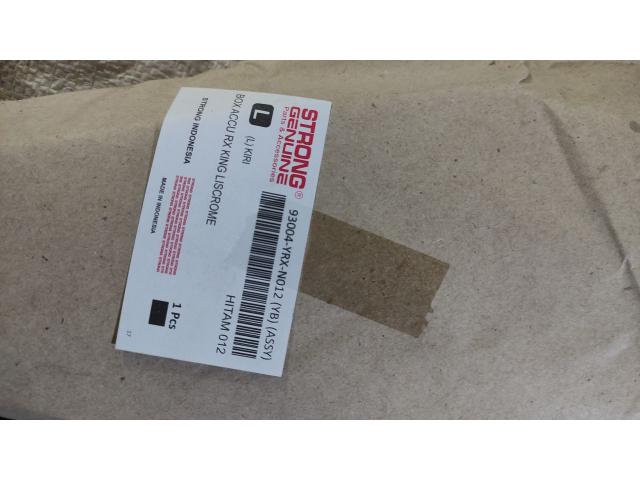 STRONG®
GENUINE
Parts & Accessories
93004-YRX-N012 (YB) (ASSY)
L
(L) KIRI
HITAM 012
BOX ACCU RX KING LISCROME
STRONG INDONESIA
MADE IN INDONESIA
1 Pcs
17